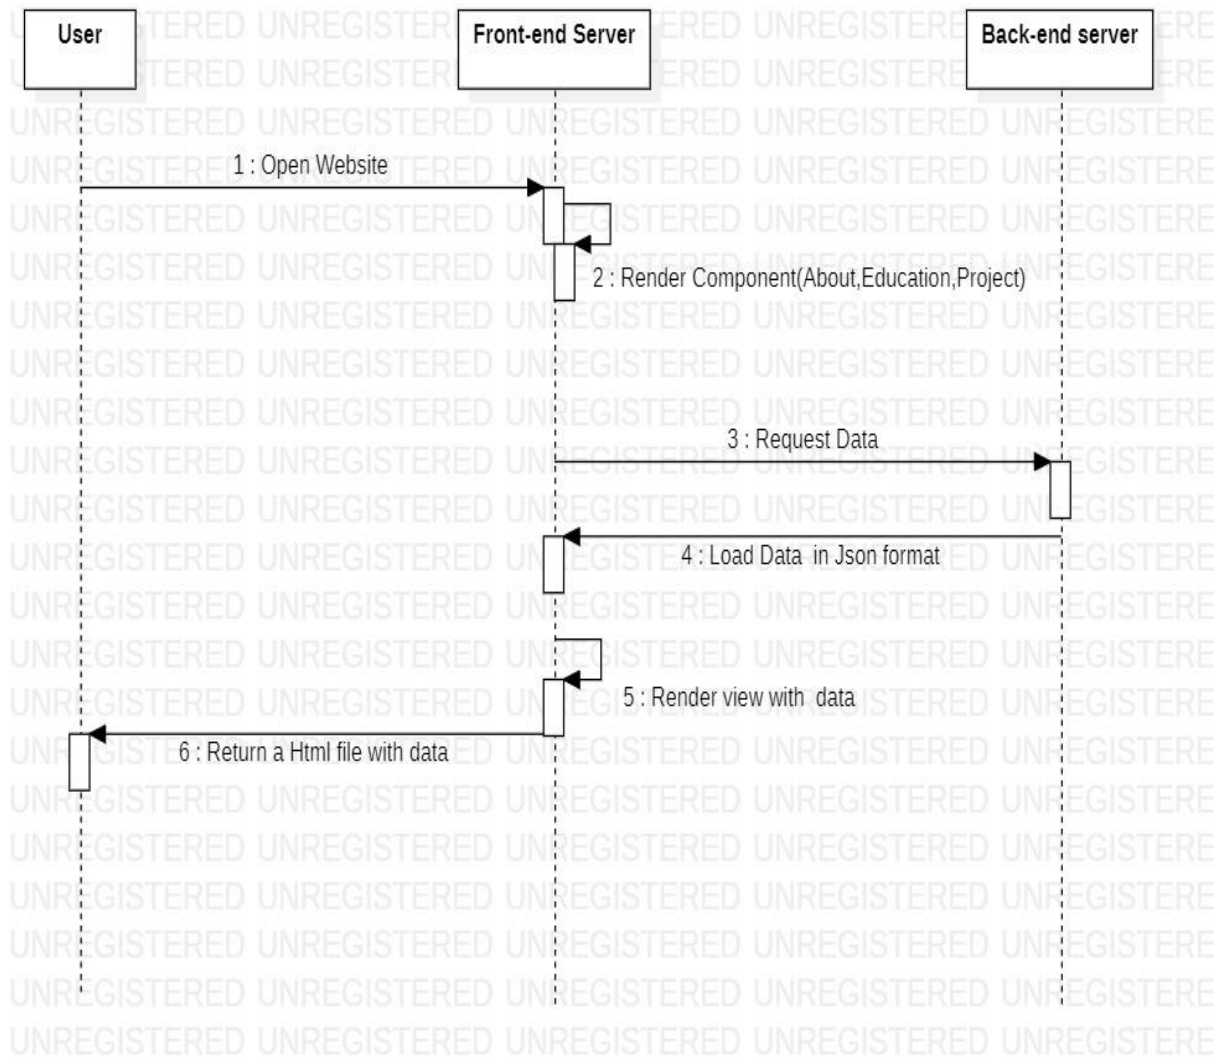 User
Front-end Server
Back-end server
1 : Open Website
2 : Render Component(About,Education,Project)
3 : Request Data
4 : Load Data  in Json format
5 : Render view with  data
6 : Return a Html file with data
UNREGISTERED